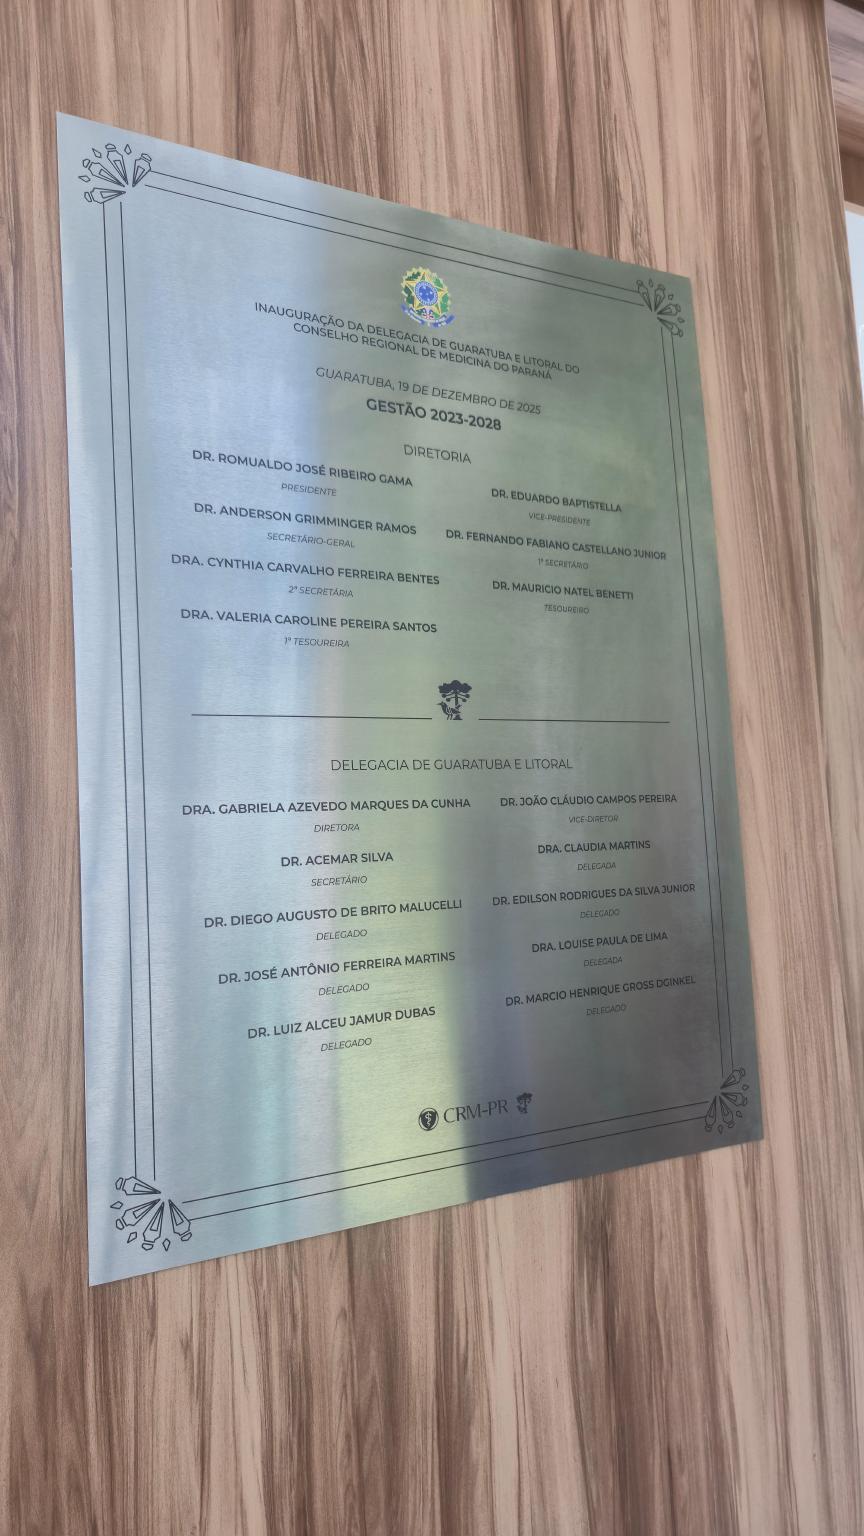 INAUGURAÇÃO DA DELEGACIA DE GUARATUBA E LITORAL DO
CONSELHO REGIONAL DE MEDICINA DO PARANÁ
GUARATUBA, 19 DE DEZEMBRO DE 2025
GESTÃO 2023-2028
DIRETORIA
DR. ROMUALDO JOSÉ RIBEIRO GAMA
PRESIDENTE
DR. EDUARDO BAPTISTELLA
VICE-PRESIDENTE
DR. ANDERSON GRIMMINGER RAMOS
SECRETÁRIO-GERAL
DR. FERNANDO FABIANO CASTELLANO JUNIOR
1º SECRETÁRIO
DRA. CYNTHIA CARVALHO FERREIRA BENTES
2ª SECRETÁRIA
DR. MAURICIO NATEL BENETTI
TESOUREIRO
DRA. VALERIA CAROLINE PEREIRA SANTOS
1ª TESOUREIRA
DELEGACIA DE GUARATUBA E LITORAL
DRA. GABRIELA AZEVEDO MARQUES DA CUNHA
DIRETORA
DR. JOÃO CLÁUDIO CAMPOS PEREIRA
VICE-DIRETOR
DR. ACEMAR SILVA
SECRETÁRIO
DRA. CLAUDIA MARTINS
DELEGADA
DR. DIEGO AUGUSTO DE BRITO MALUCELLI
DELEGADO
DR. EDILSON RODRIGUES DA SILVA JUNIOR
DELEGADO
DR. JOSÉ ANTÔNIO FERREIRA MARTINS
DELEGADO
DRA. LOUISE PAULA DE LIMA
DELEGADA
DR. LUIZ ALCEU JAMUR DUBAS
DELEGADO
DR. MARCIO HENRIQUE GROSS DGINKEL
DELEGADO
CRM-PR